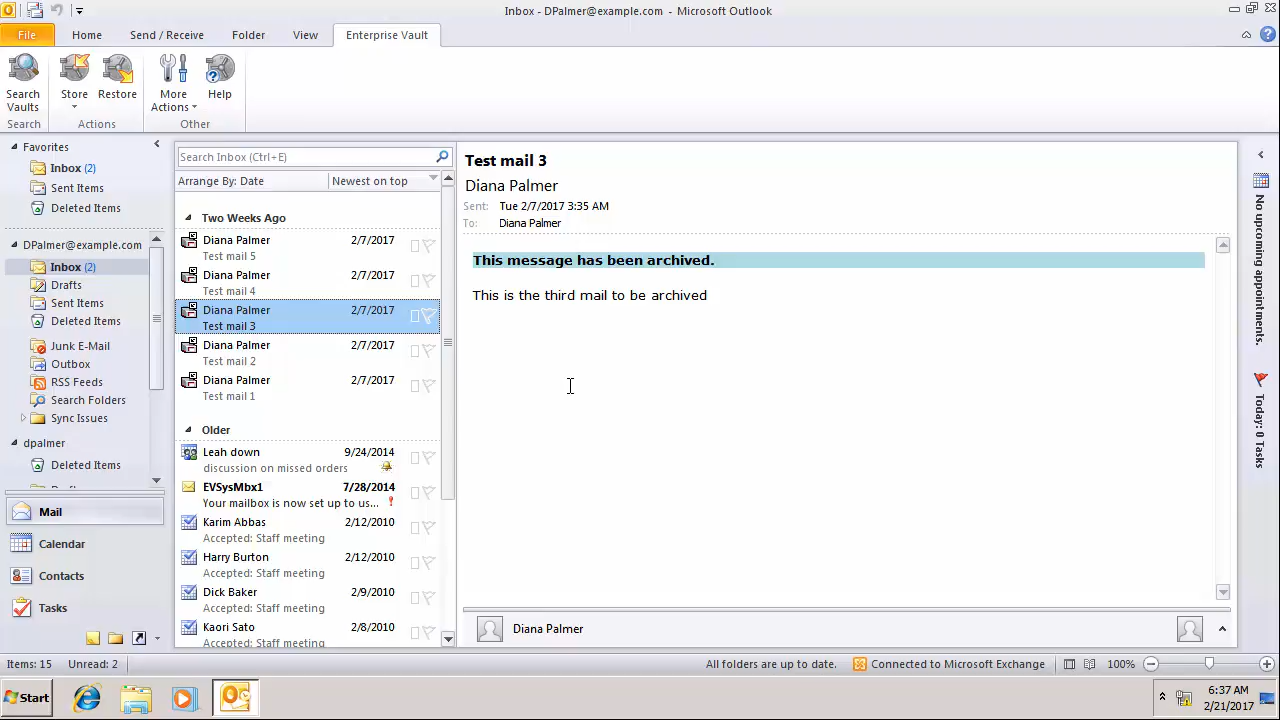 Inbox - DPalmer@example.com - Microsoft Outlook
File Home Send / Receive Folder View Enterprise Vault
Search Vaults
Store
Restore
More Actions
Help
Search Actions Other
Favorites
Inbox (2)
Sent Items
Deleted Items
DPalmer@example.com
Inbox (2)
Drafts
Sent Items
Deleted Items
Junk E-Mail
Outbox
RSS Feeds
Search Folders
Sync Issues
dpalmer
Deleted Items
Mail
Calendar
Contacts
Tasks
Search Inbox (Ctrl+E)
Arrange By: Date Newest on top
Two Weeks Ago
Diana Palmer 2/7/2017
Test mail 5
Diana Palmer 2/7/2017
Test mail 4
Diana Palmer 2/7/2017
Test mail 3
Diana Palmer 2/7/2017
Test mail 2
Diana Palmer 2/7/2017
Test mail 1
Older
Leah down 9/24/2014
discussion on missed orders
EVSysMbx1 7/28/2014
Your mailbox is now set up to us...
Karim Abbas 2/12/2010
Accepted: Staff meeting
Harry Burton 2/12/2010
Accepted: Staff meeting
Dick Baker 2/9/2010
Accepted: Staff meeting
Kaori Sato 2/8/2010
Accepted: Staff meeting
Test mail 3
Diana Palmer
Sent: Tue 2/7/2017 3:35 AM
To: Diana Palmer
This message has been archived.
This is the third mail to be archived
Diana Palmer
No upcoming appointments.
Today: 0 Tasks
Items: 15 Unread: 2 All folders are up to date. Connected to Microsoft Exchange 100%
Start
6:37 AM
2/21/2017